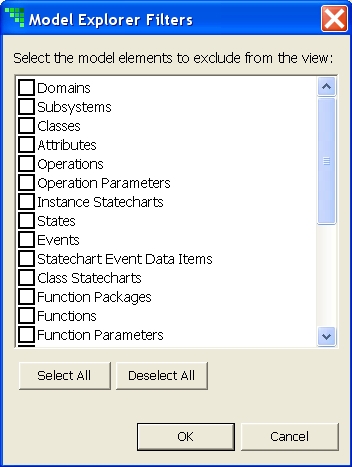 Model Explorer Filters
Select the model elements to exclude from the view:
Domains
Subsystems
Classes
Attributes
Operations
Operation Parameters
Instance Statecharts
States
Events
Statechart Event Data Items
Class Statecharts
Function Packages
Functions
Function Parameters
Select All
Deselect All
OK
Cancel